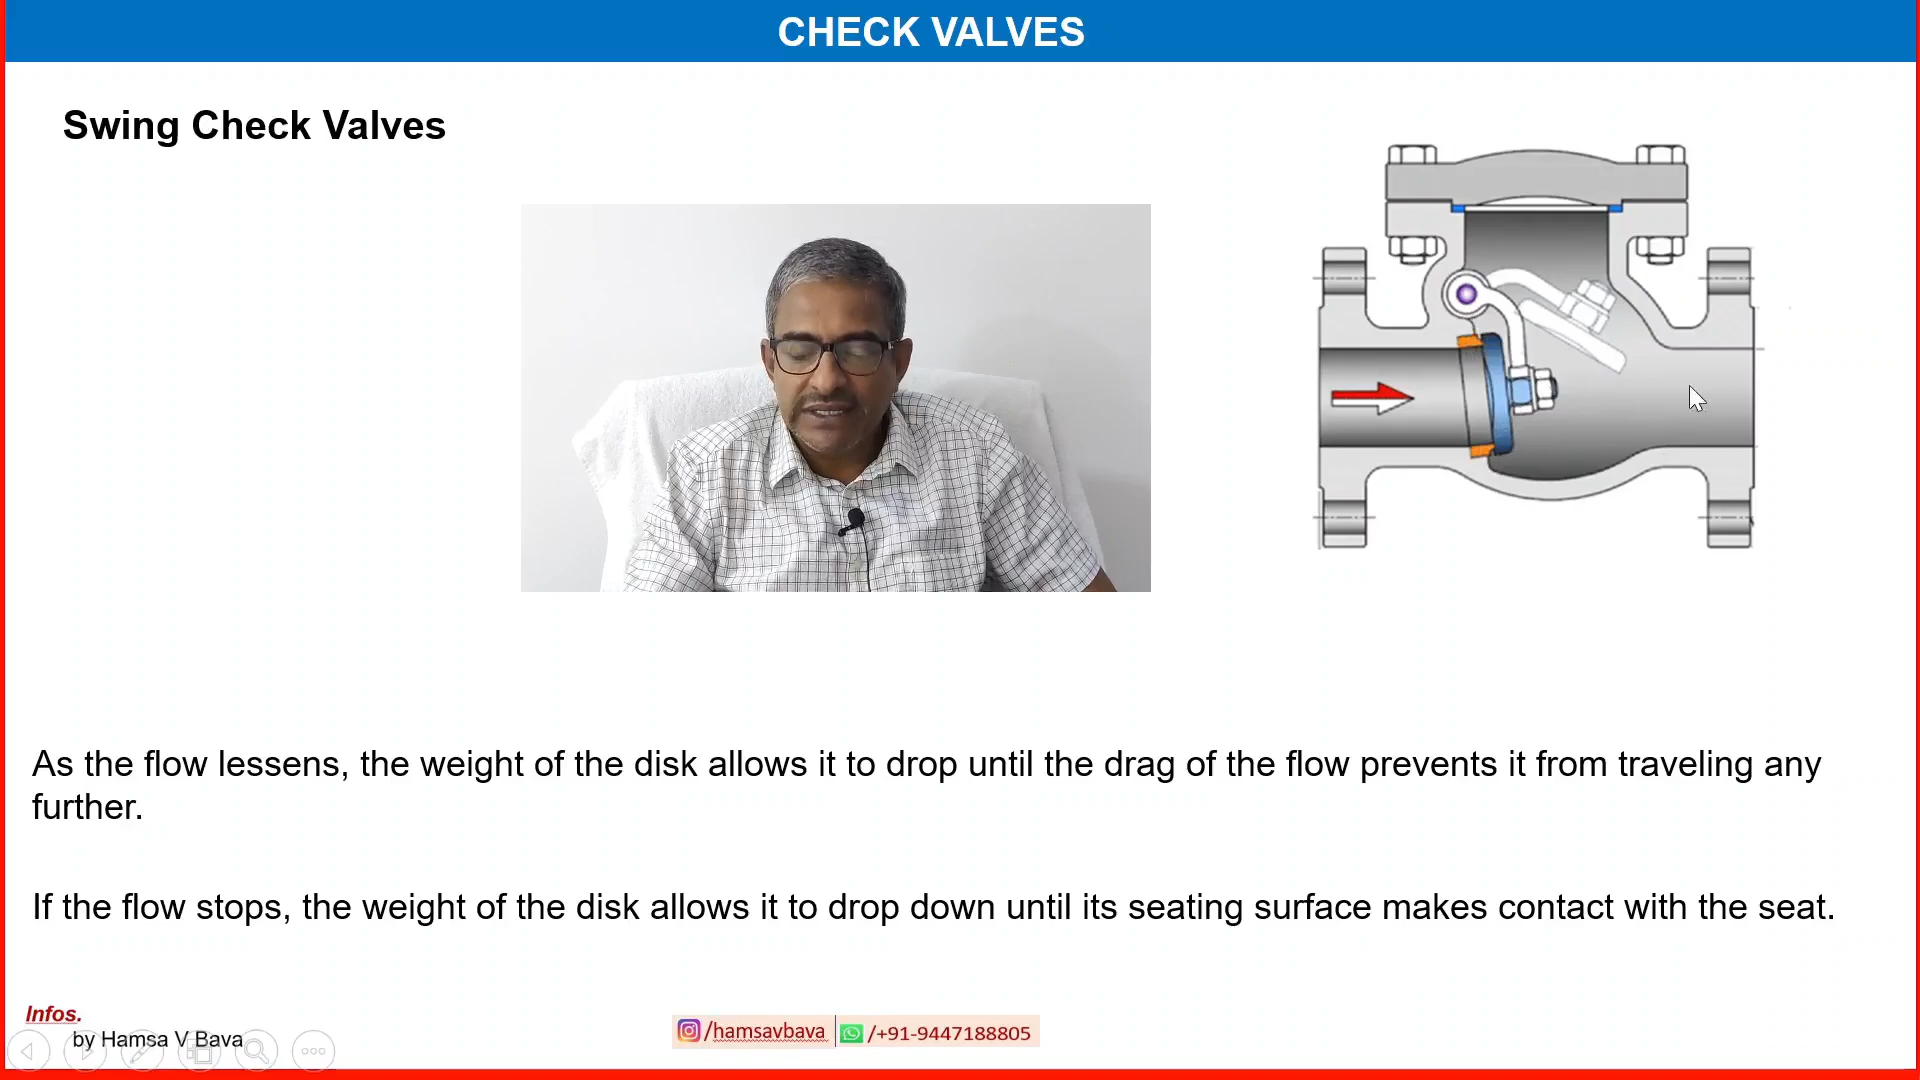 CHECK VALVES
Swing Check Valves
As the flow lessens, the weight of the disk allows it to drop until the drag of the flow prevents it from traveling any
further.
If the flow stops, the weight of the disk allows it to drop down until its seating surface makes contact with the seat.
Infos.
by Hamsa V Bava
/hamsavbava
/+91-9447188805